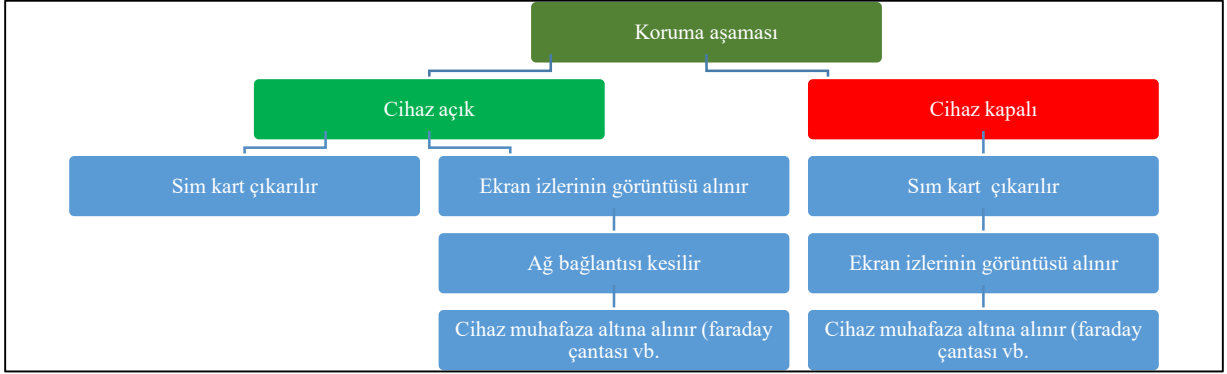 Koruma aşaması
Cihaz açık
Cihaz kapalı
Sim kart çıkarılır
Ekran izlerinin görüntüsü alınır
Sım kart çıkarılır
Ağ bağlantısı kesilir
Ekran izlerinin görüntüsü alınır
Cihaz muhafaza altına alınır (faraday
çantası vb.
Cihaz muhafaza altına alınır (faraday
çantası vb.